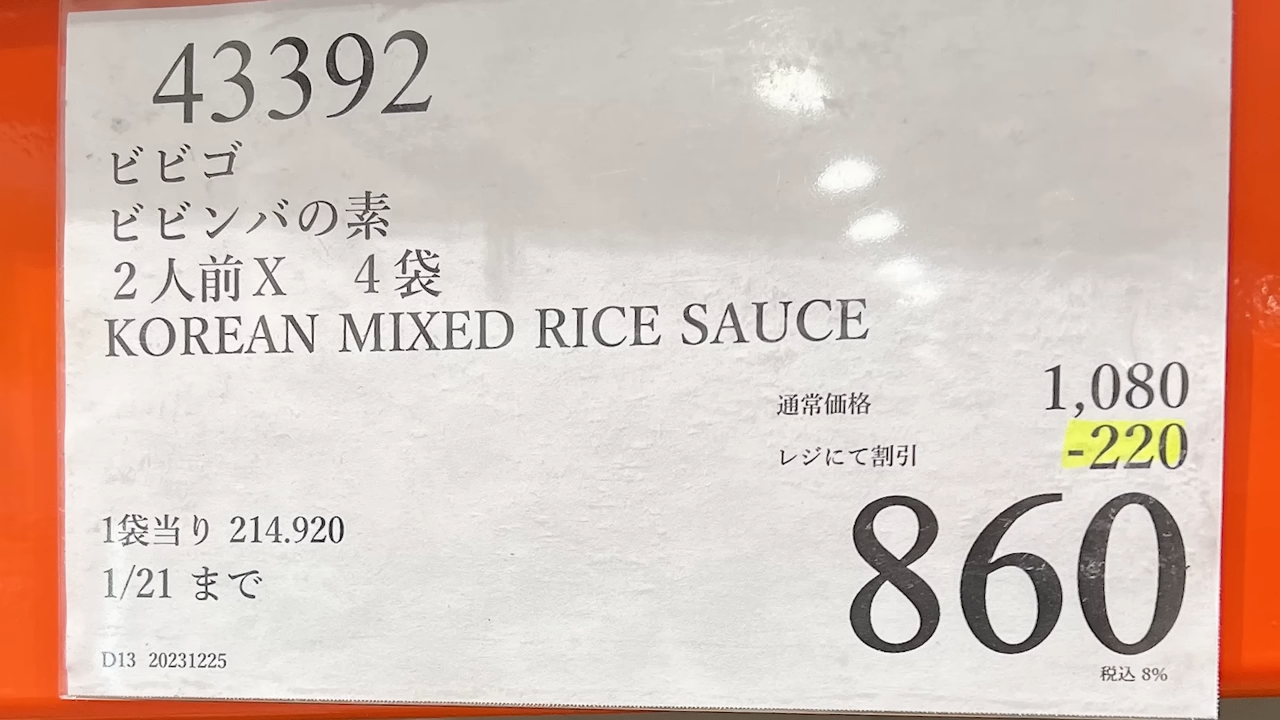 43392
ビビゴ
ビビンバの素
２人前Ｘ　４袋
KOREAN MIXED RICE SAUCE
通常価格 1,080
レジにて割引 -220
860
1袋当り 214.920
1/21 まで
D13 20231225
税込 8%